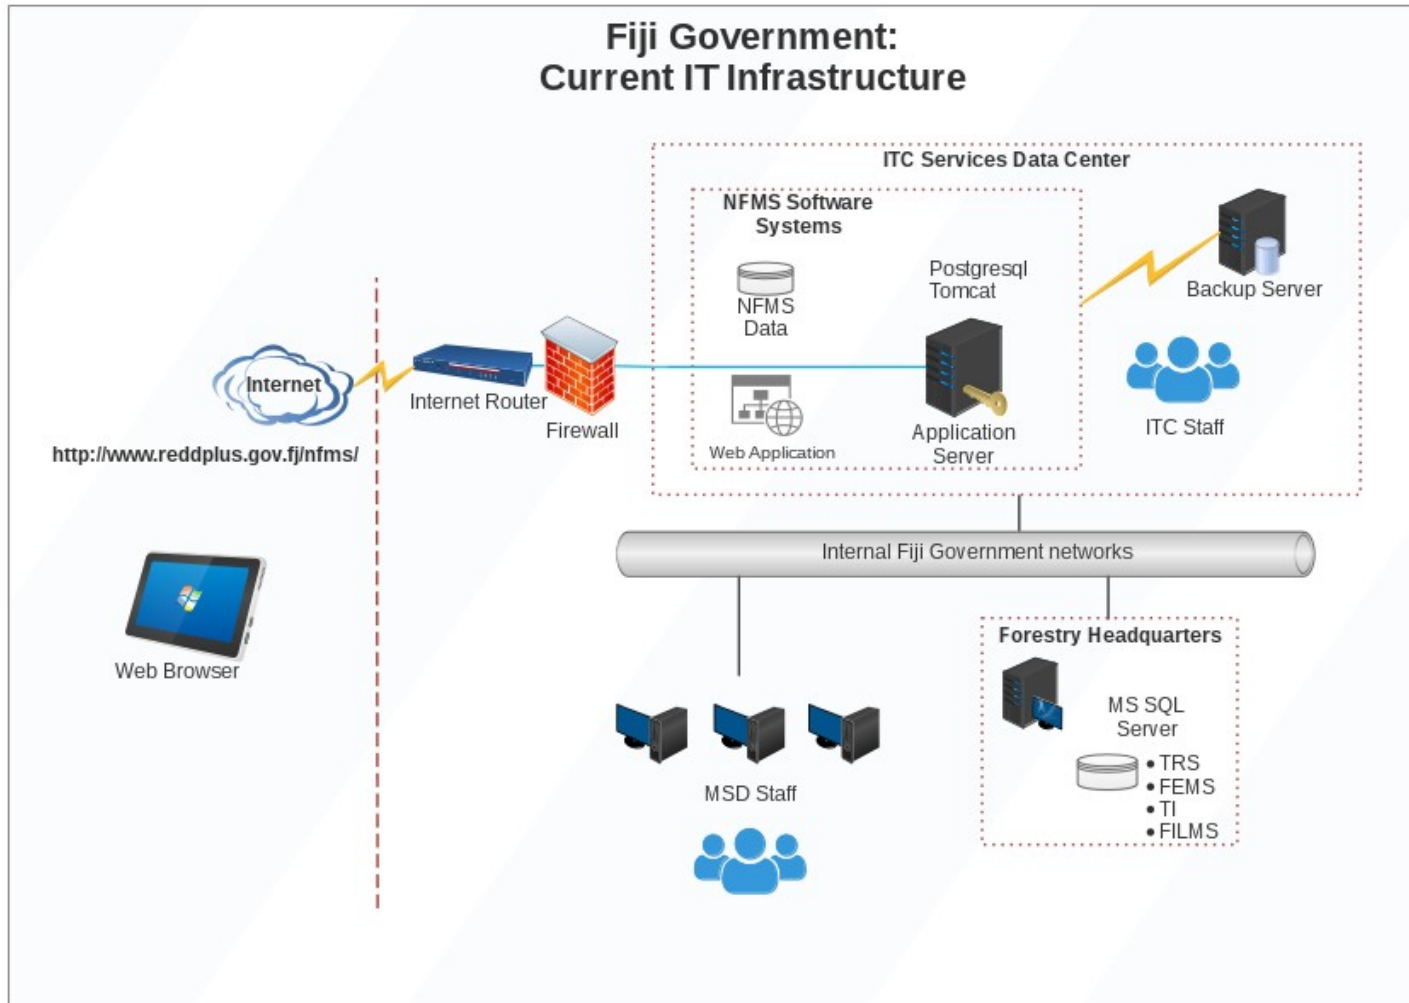 Fiji Government:
Current IT Infrastructure
ITC Services Data Center
NFMS Software
Systems
NFMS
Data
Postgresql
Tomcat
Backup Server
Internet
Internet Router
Firewall
http://www.reddplus.gov.fj/nfms/
Web Application
Application
Server
ITC Staff
Internal Fiji Government networks
Web Browser
MSD Staff
Forestry Headquarters
MS SQL
Server
• TRS
• FEMS
• TI
• FILMS